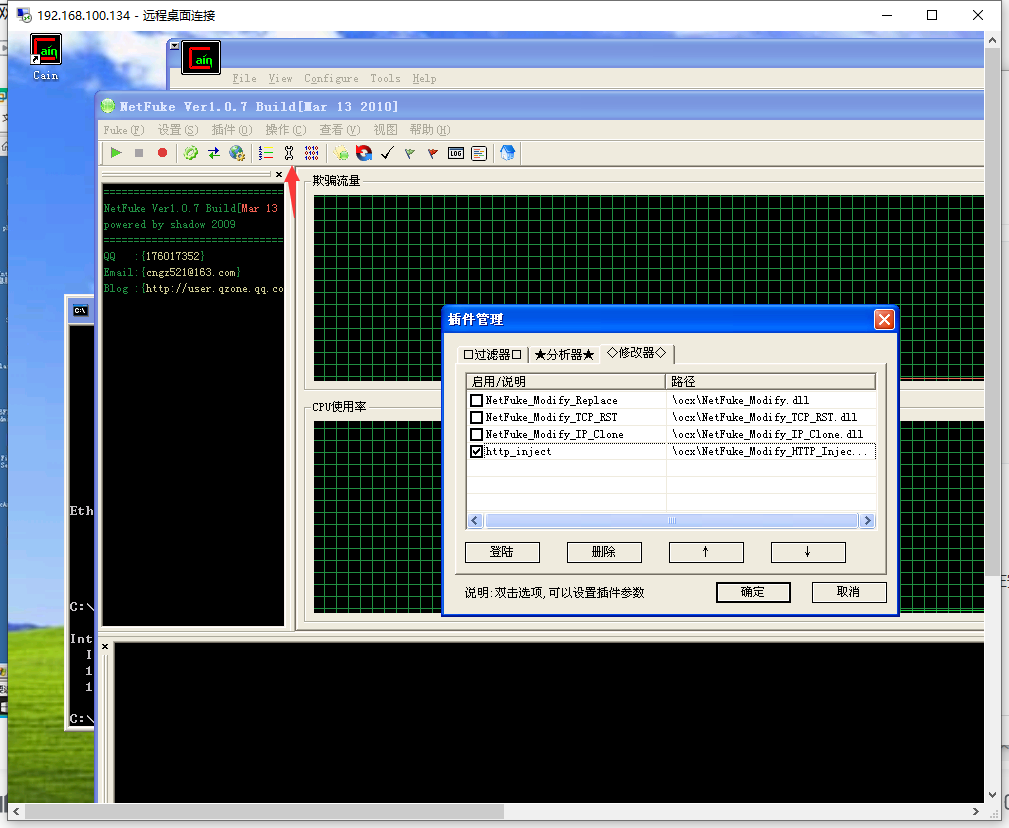 192.168.100.134 - 远程桌面连接
Cain
Cain
File View Configure Tools Help
NetFuke Ver1.0.7 Build[Mar 13 2010]
Fuke(F) 设置(S) 插件(O) 操作(C) 查看(V) 视图 帮助(H)
LOG
欺骗流量
NetFuke Ver1.0.7 Build[Mar 13
powered by shadow 2009
QQ :{176017352}
Email:{cngz521@163.com}
Blog :{http://user.qzone.qq.co
插件管理
口过滤器口 ★分析器★ ◇修改器◇
启用/说明 路径
NetFuke_Modify_Replace \ocx\NetFuke_Modify.dll
NetFuke_Modify_TCP_RST \ocx\NetFuke_Modify_TCP_RST.dll
NetFuke_Modify_IP_Clone \ocx\NetFuke_Modify_IP_Clone.dll
http_inject \ocx\NetFuke_Modify_HTTP_Injec...
登陆 删除 ↑ ↓
说明:双击选项,可以设置插件参数 确定 取消
CPU使用率
C:\
Eth
C:\
Int
I
1
1
C:\